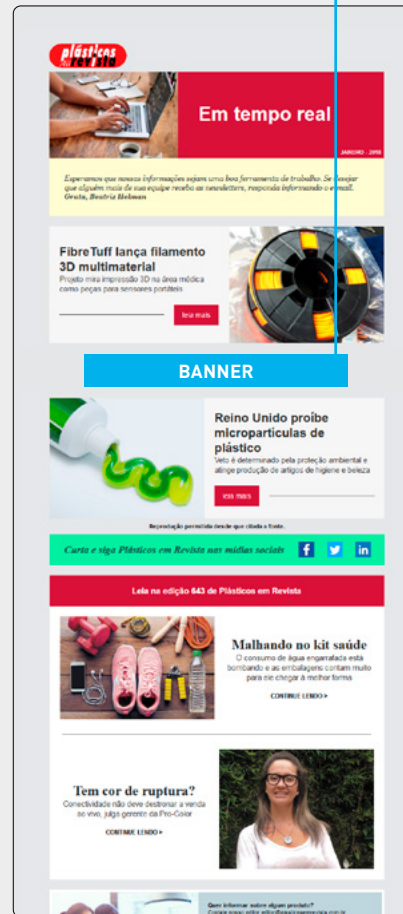 plásticos
em revista
Em tempo real
JANEIRO - 2018
Esperamos que nossas informações sejam uma boa ferramenta de trabalho. Se desejar
que alguém mais de sua equipe receba as newsletters, responda informando o e-mail.
Grata, Beatriz Helman
FibreTuff lança filamento
3D multimaterial
Projeto mira impressão 3D na área médica
como peças para sensores portáteis
leia mais
BANNER
Reino Unido proíbe
micropartículas de
plástico
Veto é determinado pela proteção ambiental e
atinge produção de artigos de higiene e beleza
leia mais
Reprodução permitida desde que citada a fonte.
Curta e siga Plásticos em Revista nas mídias sociais
Leia na edição 643 de Plásticos em Revista
Malhando no kit saúde
O consumo de água engarrafada está
bombando e as embalagens contam muito
para ele chegar à melhor forma
CONTINUE LENDO >
Tem cor de ruptura?
Conectividade não deve destronar a venda
ao vivo, julga gerente da Pro-Color
CONTINUE LENDO >
Quer informar sobre algum produto?